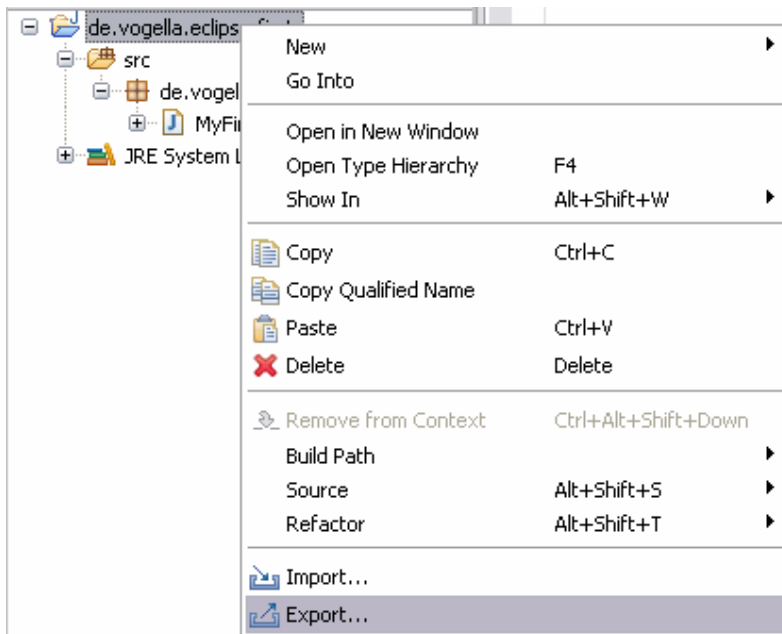 de.vogella.eclips
src
de.vogel
MyFi
JRE System L
New
Go Into
Open in New Window
Open Type Hierarchy F4
Show In Alt+Shift+W
Copy Ctrl+C
Copy Qualified Name
Paste Ctrl+V
Delete Delete
Remove from Context Ctrl+Alt+Shift+Down
Build Path
Source Alt+Shift+S
Refactor Alt+Shift+T
Import...
Export...